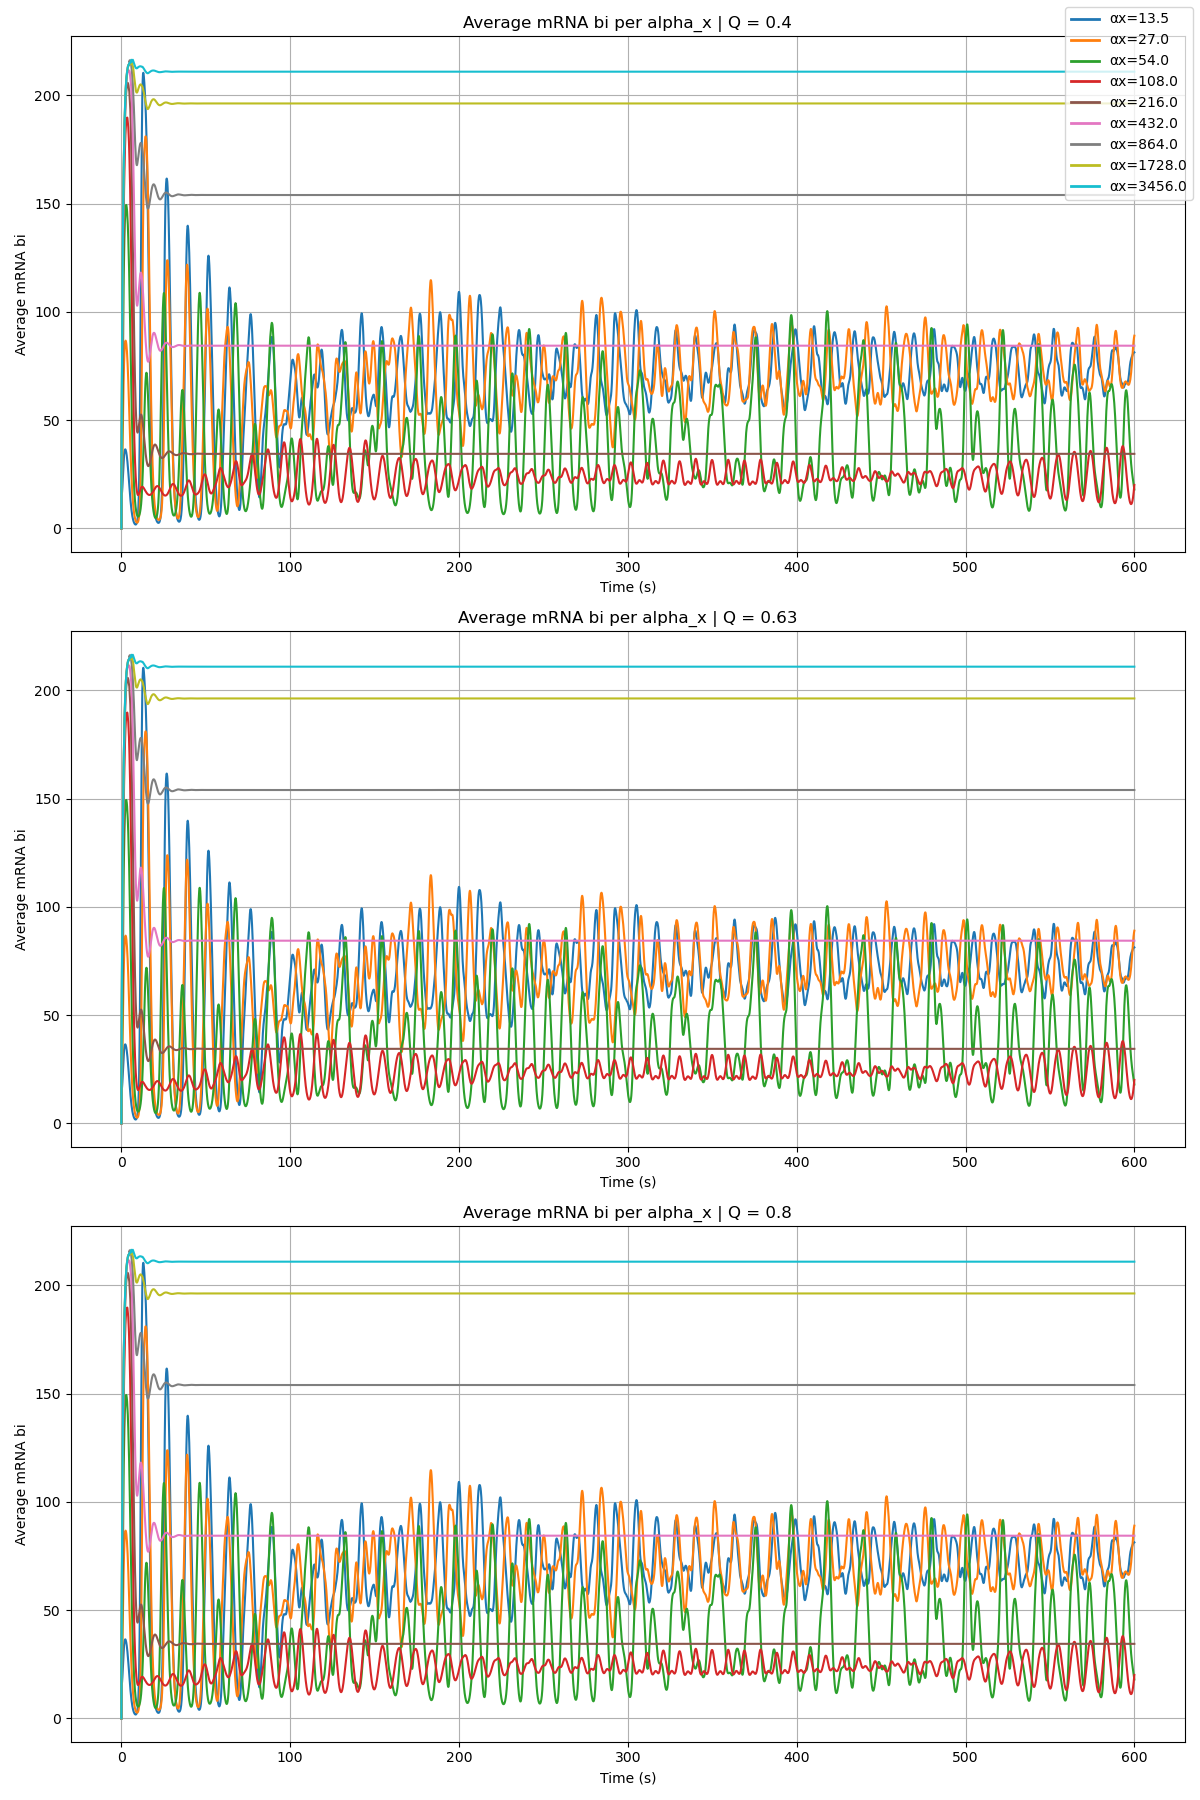 Average mRNA bi per alpha_x | Q = 0.4
αx=13.5
αx=27.0
αx=54.0
αx=108.0
αx=216.0
αx=432.0
αx=864.0
αx=1728.0
αx=3456.0
Average mRNA bi
200
150
100
50
0
0 100 200 300 400 500 600
Time (s)
Average mRNA bi per alpha_x | Q = 0.63
Average mRNA bi
200
150
100
50
0
0 100 200 300 400 500 600
Time (s)
Average mRNA bi per alpha_x | Q = 0.8
Average mRNA bi
200
150
100
50
0
0 100 200 300 400 500 600
Time (s)